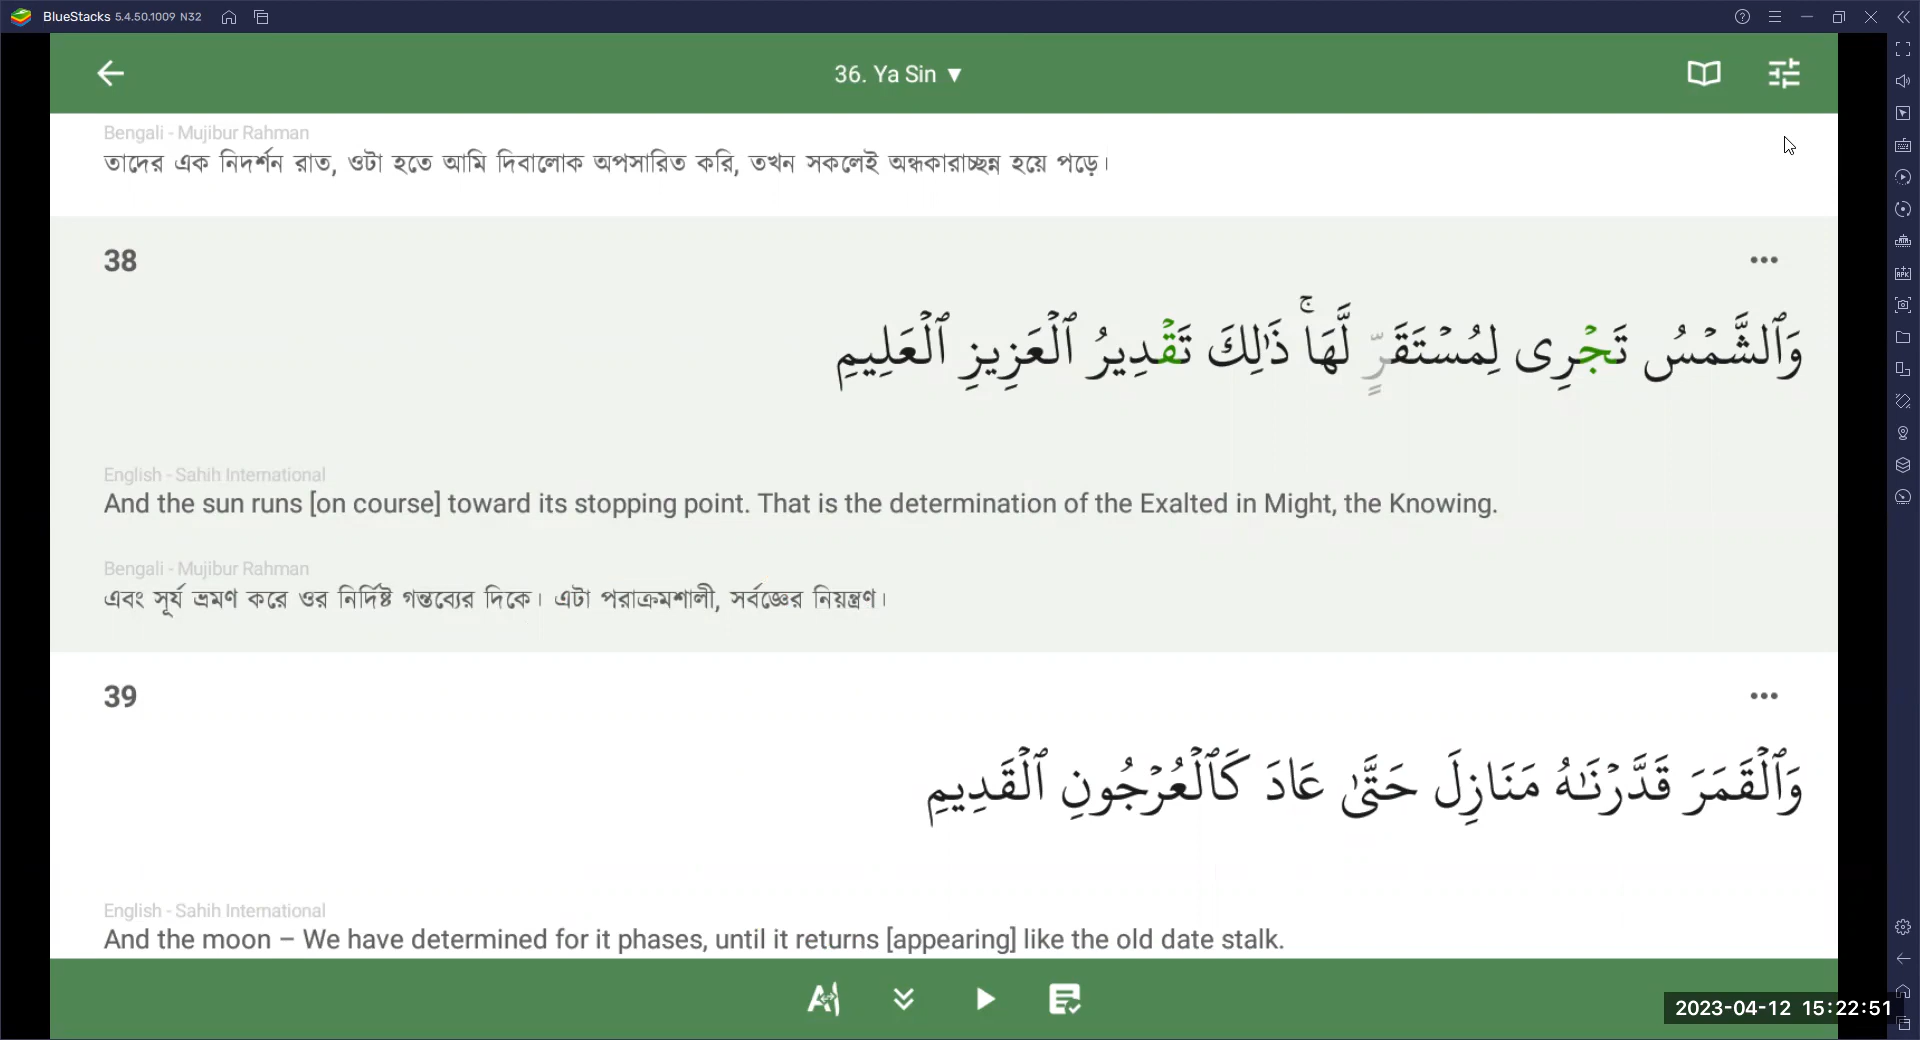 BlueStacks 5.4.50.1009 N32
36. Ya Sin ▼
Bengali - Mujibur Rahman
তাদের এক নিদর্শন রাত, ওটা হতে আমি দিবালোক অপসারিত করি, তখন সকলেই অন্ধকারাচ্ছন্ন হয়ে পড়ে।
38
وَٱلشَّمْسُ تَجْرِى لِمُسْتَقَرٍّ لَّهَا ۚ ذَٰلِكَ تَقْدِيرُ ٱلْعَزِيزِ ٱلْعَلِيمِ
English - Sahih International
And the sun runs [on course] toward its stopping point. That is the determination of the Exalted in Might, the Knowing.
Bengali - Mujibur Rahman
এবং সূর্য ভ্রমণ করে ওর নির্দিষ্ট গন্তব্যের দিকে। এটা পরাক্রমশালী, সর্বজ্ঞের নিয়ন্ত্রণ।
39
وَٱلْقَمَرَ قَدَّرْنَـٰهُ مَنَازِلَ حَتَّىٰ عَادَ كَٱلْعُرْجُونِ ٱلْقَدِيمِ
English - Sahih International
And the moon – We have determined for it phases, until it returns [appearing] like the old date stalk.
2023-04-12 15:22:51